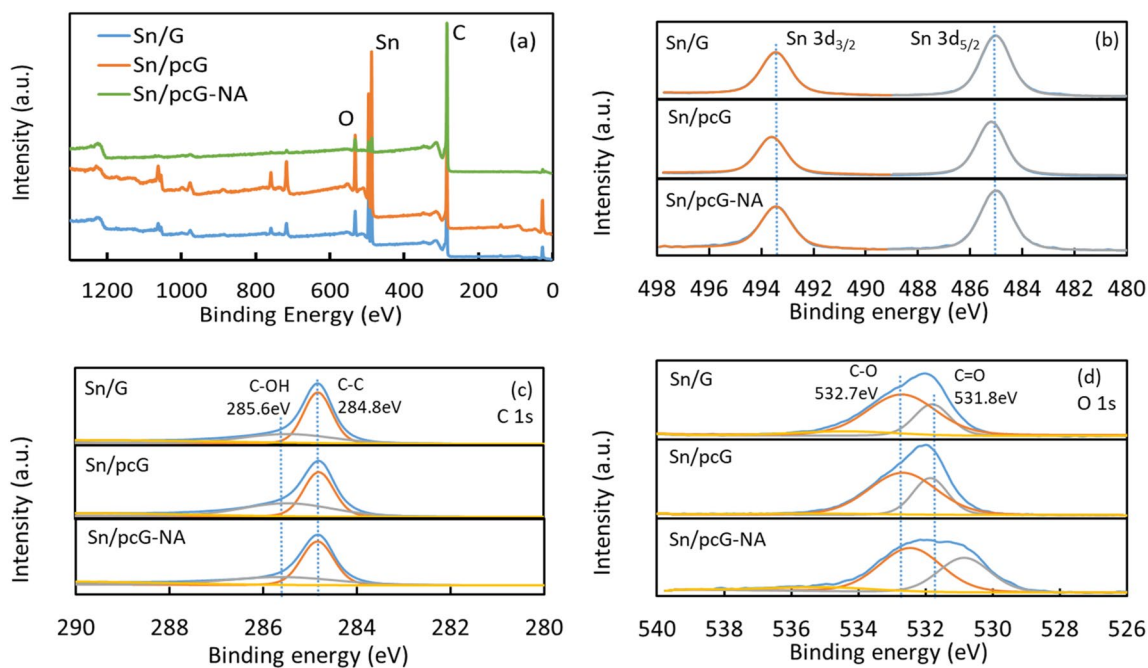 Sn/G
Sn/pcG
Sn/pcG-NA
O
Sn
C
(a)
Intensity (a.u.)
1200 1000 800 600 400 200 0
Binding Energy (eV)
Sn/G
Sn 3d3/2
Sn 3d5/2
(b)
Sn/pcG
Sn/pcG-NA
Intensity (a.u.)
498 496 494 492 490 488 486 484 482 480
Binding energy (eV)
Sn/G
C-OH
285.6eV
C-C
284.8eV
(c)
C 1s
Sn/pcG
Sn/pcG-NA
Intensity (a.u.)
290 288 286 284 282 280
Binding energy (eV)
Sn/G
C-O
532.7eV
C=O
531.8eV
(d)
O 1s
Sn/pcG
Sn/pcG-NA
Intensity (a.u.)
540 538 536 534 532 530 528 526
Binding energy (eV)